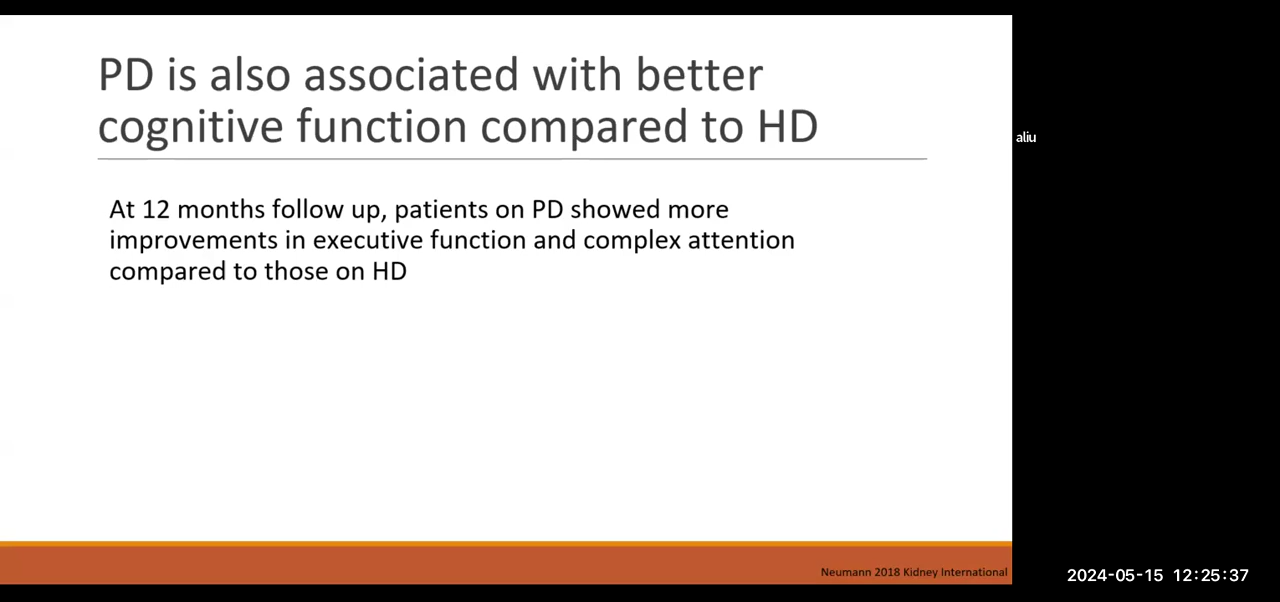 PD is also associated with better
cognitive function compared to HD
aliu
At 12 months follow up, patients on PD showed more
improvements in executive function and complex attention
compared to those on HD
Neumann 2018 Kidney International
2024-05-15 12:25:37